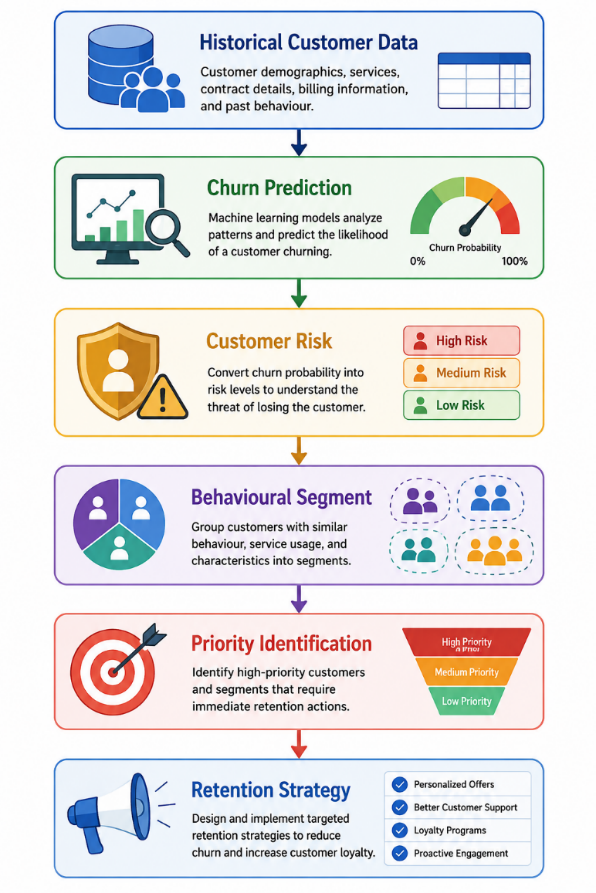 Historical Customer Data
Customer demographics, services,
contract details, billing information,
and past behaviour.
Churn Prediction
Machine learning models analyze
patterns and predict the likelihood
of a customer churning.
Churn Probability
0%
100%
Customer Risk
Convert churn probability into
risk levels to understand the
threat of losing the customer.
High Risk
Medium Risk
Low Risk
Behavioural Segment
Group customers with similar
behaviour, service usage, and
characteristics into segments.
Priority Identification
Identify high-priority customers
and segments that require
immediate retention actions.
High Priority
Medium Priority
Low Priority
Retention Strategy
Design and implement targeted
retention strategies to reduce
churn and increase customer loyalty.
Personalized Offers
Better Customer Support
Loyalty Programs
Proactive Engagement